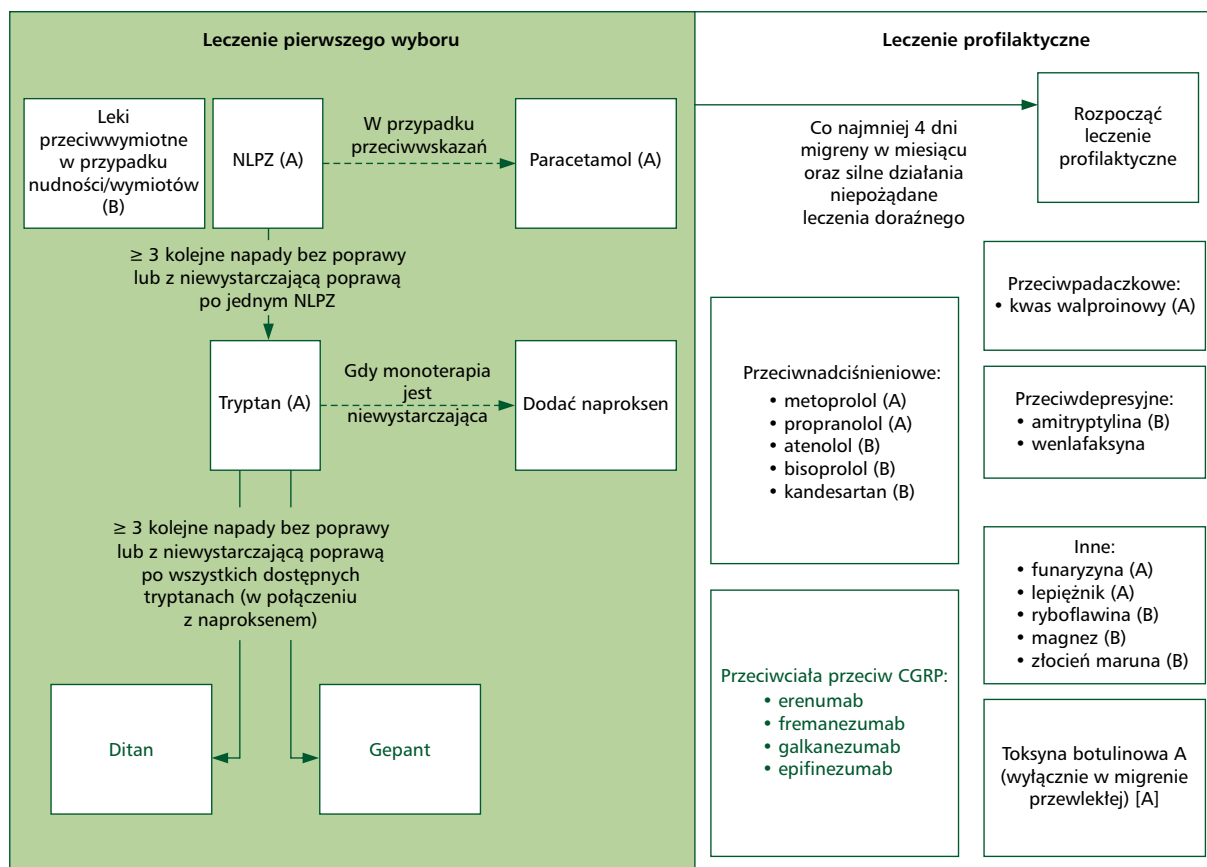 Leczenie pierwszego wyboru
Leki
przeciwwymiotne
w przypadku
nudności/wymiotów
(B)
NLPZ (A)
W przypadku
przeciwwskazań
Paracetamol (A)
≥ 3 kolejne napady bez poprawy
lub z niewystarczającą poprawą
po jednym NLPZ
Tryptan (A)
Gdy monoterapia
jest
niewystarczająca
Dodać naproksen
≥ 3 kolejne napady bez poprawy
lub z niewystarczającą poprawą
po wszystkich dostępnych
tryptanach (w połączeniu
z naproksenem)
Ditan
Gepant
Leczenie profilaktyczne
Co najmniej 4 dni
migreny w miesiącu
oraz silne działania
niepożądane
leczenia doraźnego
Rozpocząć
leczenie
profilaktyczne
Przeciwnadciśnieniowe:
• metoprolol (A)
• propranolol (A)
• atenolol (B)
• bisoprolol (B)
• kandesartan (B)
Przeciwciała przeciw CGRP:
• erenumab
• fremanezumab
• galkanezumab
• epifinezumab
Przeciwpadaczkowe:
• kwas walproinowy (A)
Przeciwdepresyjne:
• amitryptylina (B)
• wenlafaksyna
Inne:
• funaryzyna (A)
• lepiężnik (A)
• ryboflawina (B)
• magnez (B)
• złocień maruna (B)
Toksyna botulinowa A
(wyłącznie w migrenie
przewlekłej) [A]